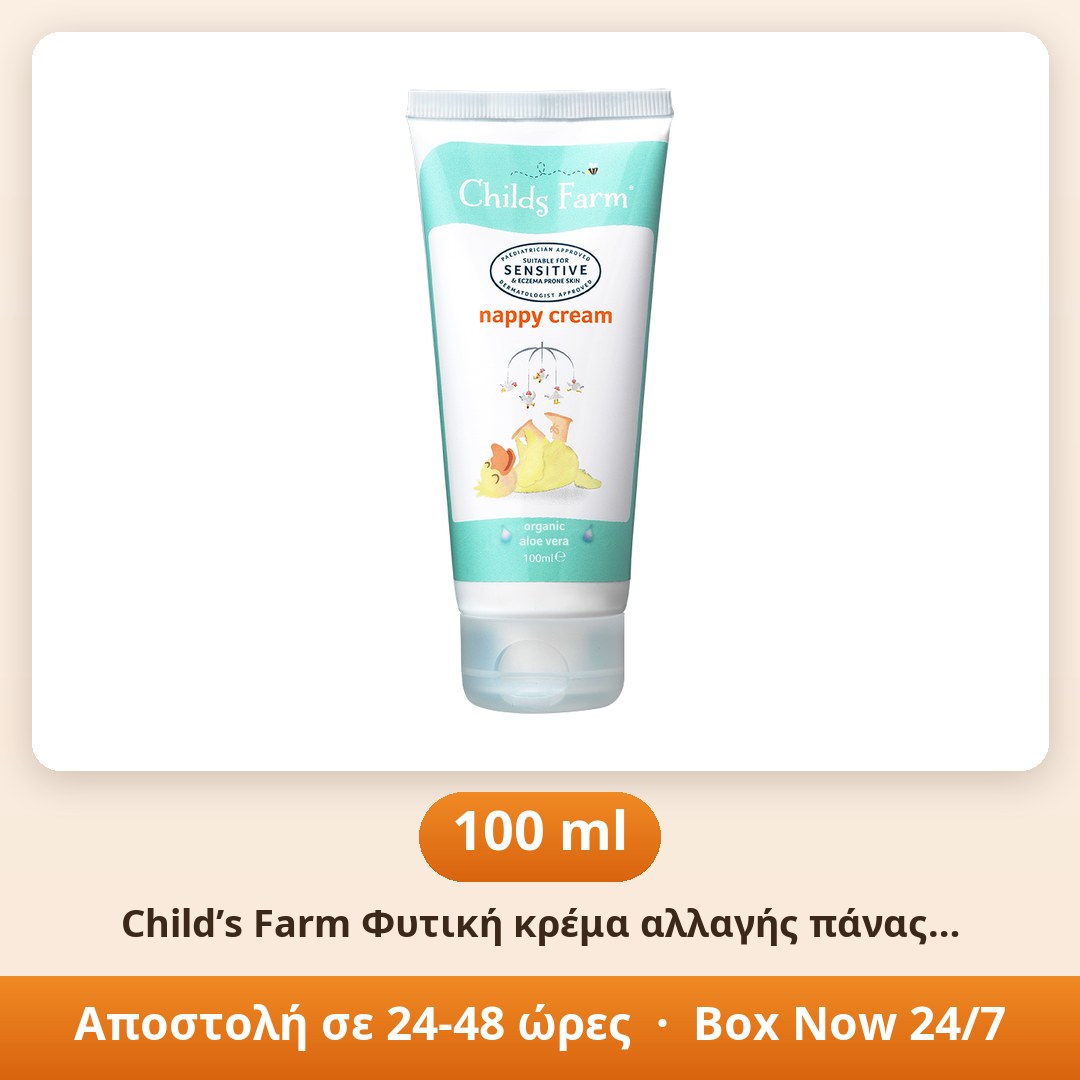 Childs Farm
PAEDIATRICIAN APPROVED
SUITABLE FOR
SENSITIVE
& ECZEMA PRONE SKIN
DERMATOLOGIST APPROVED
nappy cream
organic
aloe vera
100ml℮
100 ml
Child’s Farm Φυτική κρέμα αλλαγής πάνας...
Αποστολή σε 24-48 ώρες · Box Now 24/7